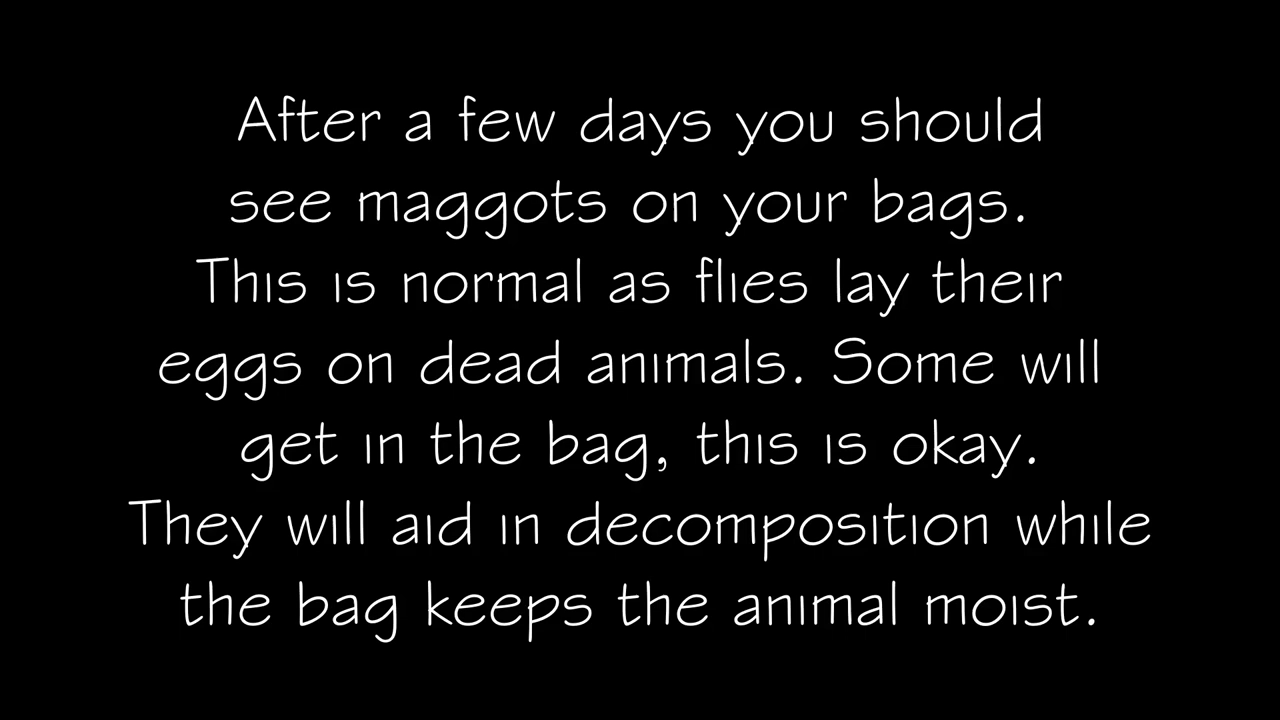 After a few days you should
see maggots on your bags.
This is normal as flies lay their
eggs on dead animals. Some will
get in the bag, this is okay.
They will aid in decomposition while
the bag keeps the animal moist.